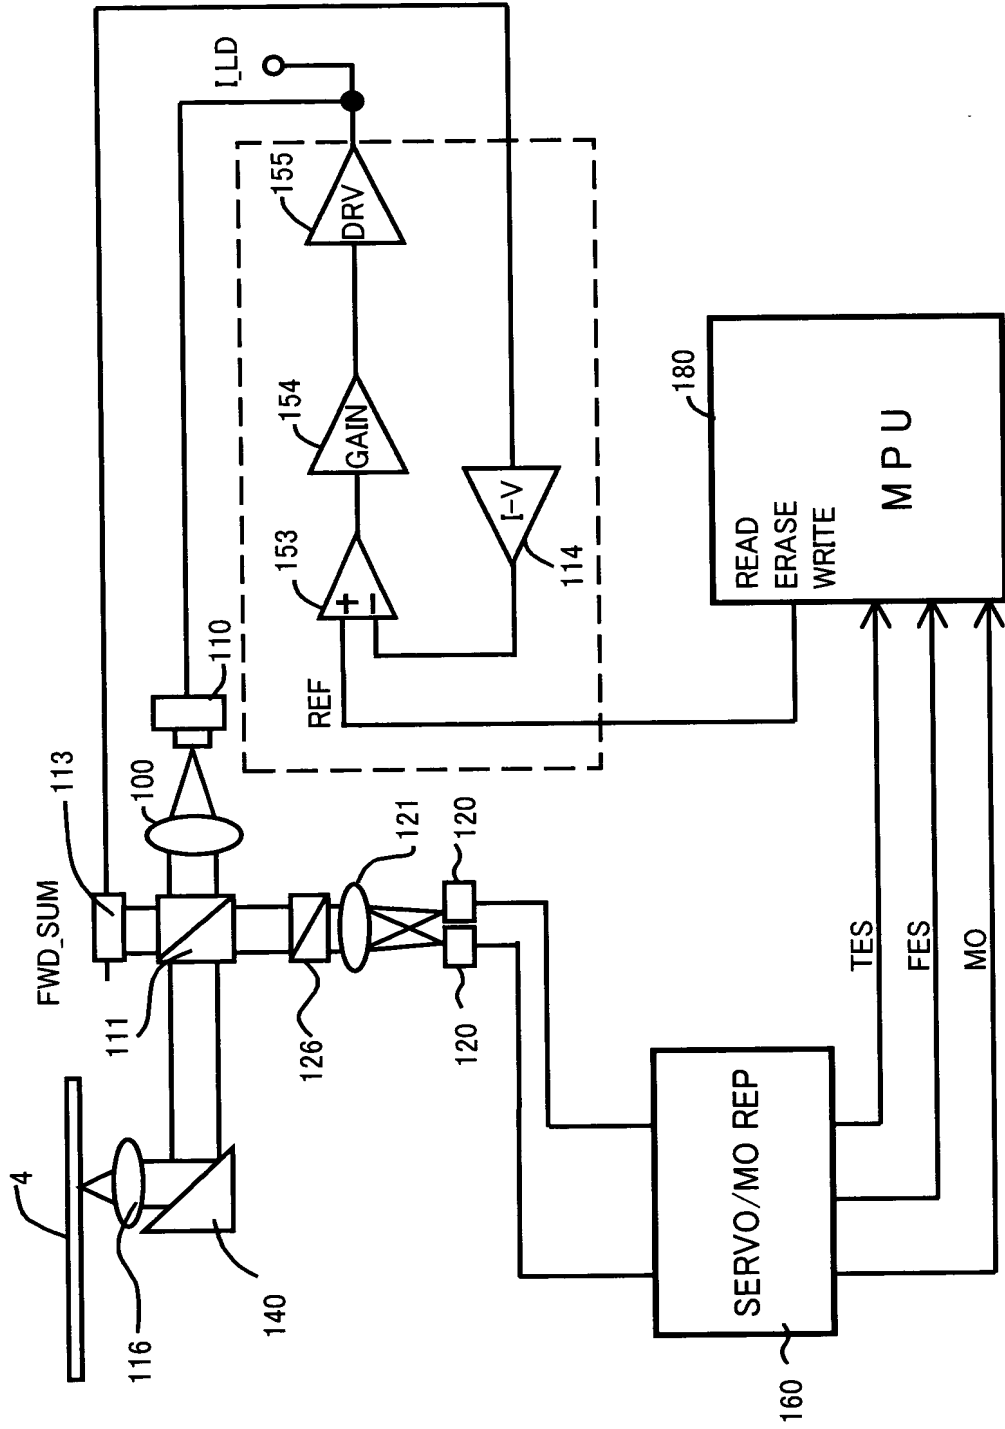 4
116
140
FWD_SUM
113
111
126
100
110
121
120
120
I_LD
155
DRV
154
GAIN
153
+
−
REF
I-V
114
180
READ
ERASE
WRITE
MPU
TES
FES
MO
SERVO/MO REP
160